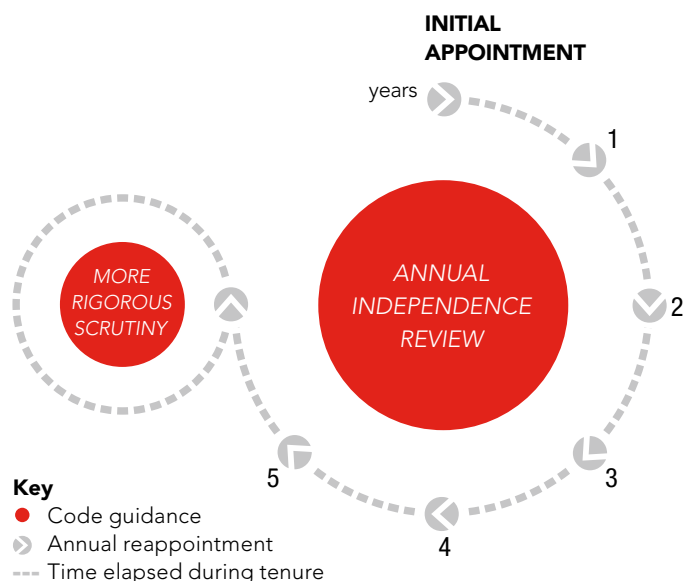 INITIAL
APPOINTMENT
years
1
2
3
4
5
ANNUAL
INDEPENDENCE
REVIEW
MORE
RIGOROUS
SCRUTINY
Key
Code guidance
Annual reappointment
Time elapsed during tenure